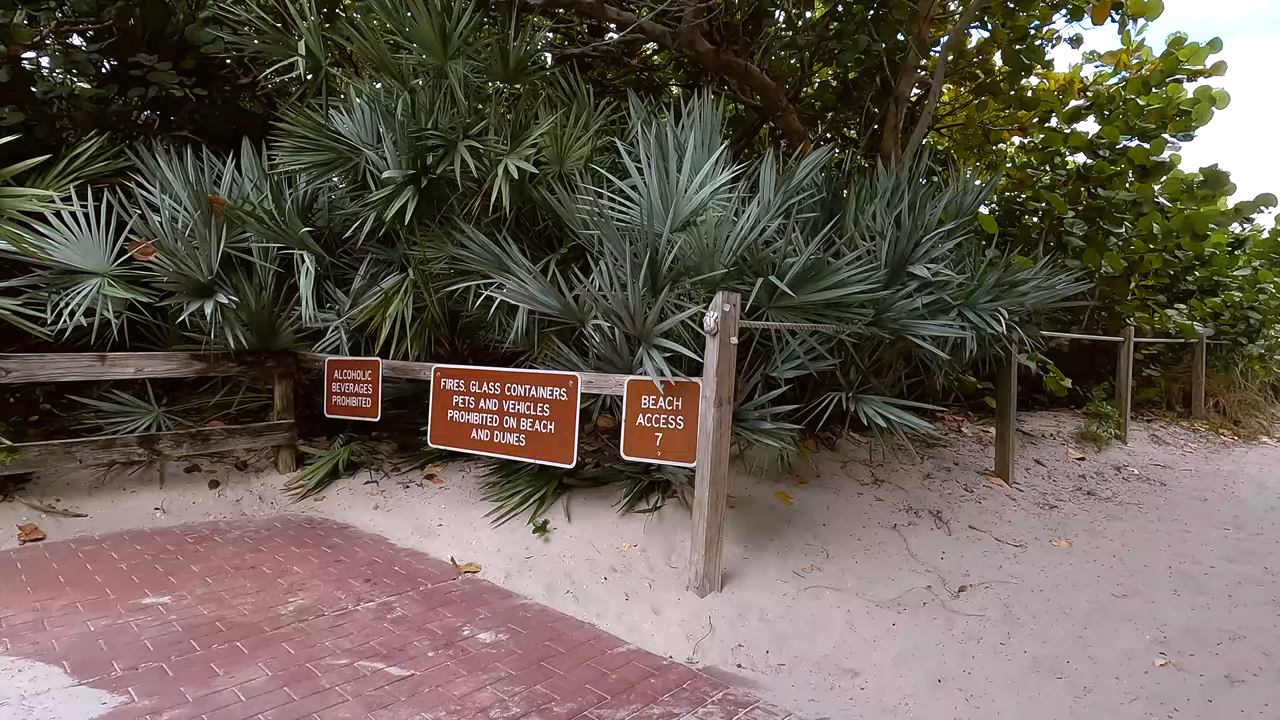 ALCOHOLIC
BEVERAGES
PROHIBITED
FIRES, GLASS CONTAINERS,
PETS AND VEHICLES
PROHIBITED ON BEACH
AND DUNES
BEACH
ACCESS
7